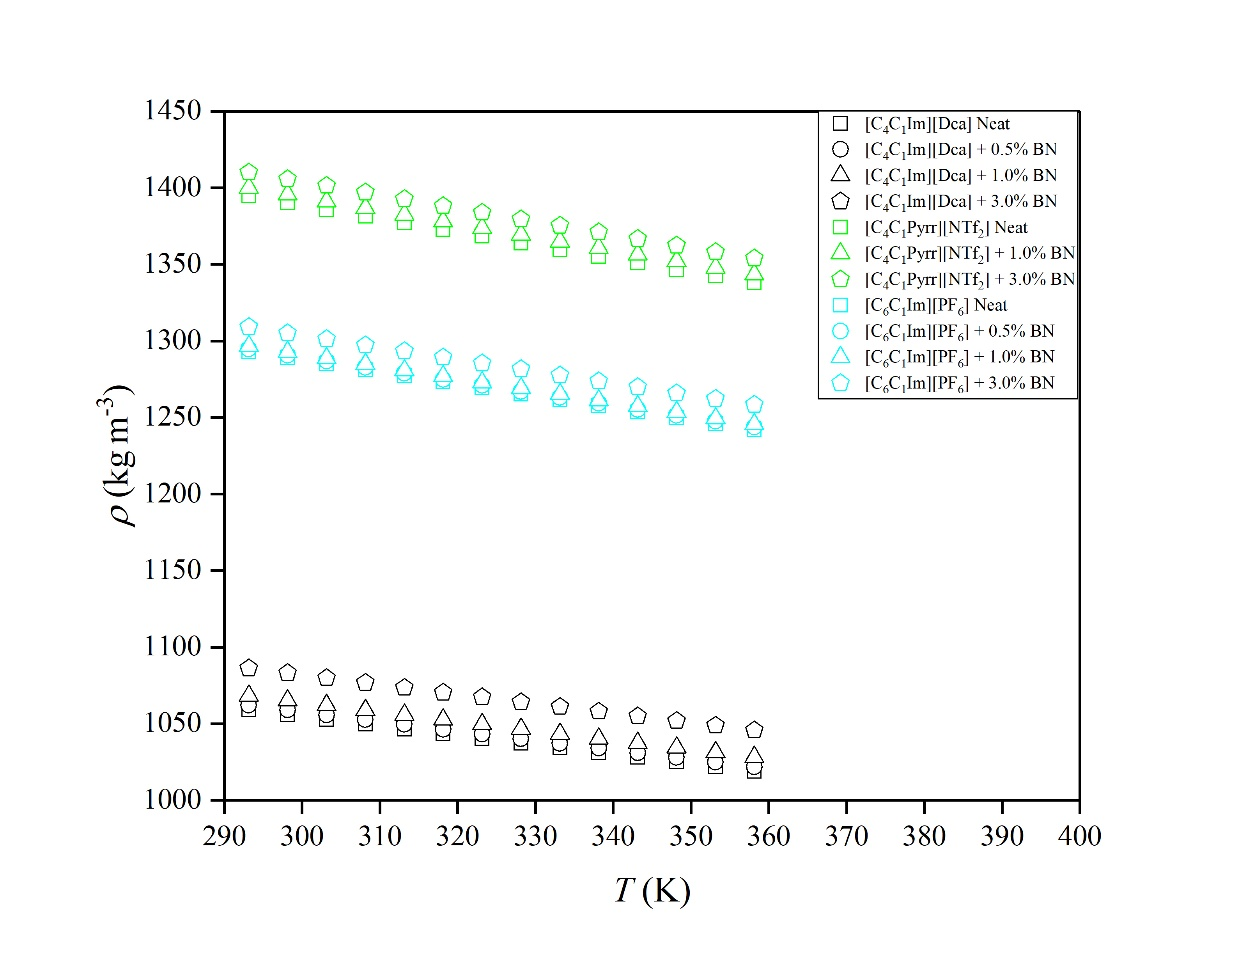 1450
1400
1350
1300
1250
1200
1150
1100
1050
1000
ρ (kg m-3)
290 300 310 320 330 340 350 360 370 380 390 400
T (K)
[C4C1Im][Dca] Neat
[C4C1Im][Dca] + 0.5% BN
[C4C1Im][Dca] + 1.0% BN
[C4C1Im][Dca] + 3.0% BN
[C4C1Pyrr][NTf2] Neat
[C4C1Pyrr][NTf2] + 1.0% BN
[C4C1Pyrr][NTf2] + 3.0% BN
[C6C1Im][PF6] Neat
[C6C1Im][PF6] + 0.5% BN
[C6C1Im][PF6] + 1.0% BN
[C6C1Im][PF6] + 3.0% BN